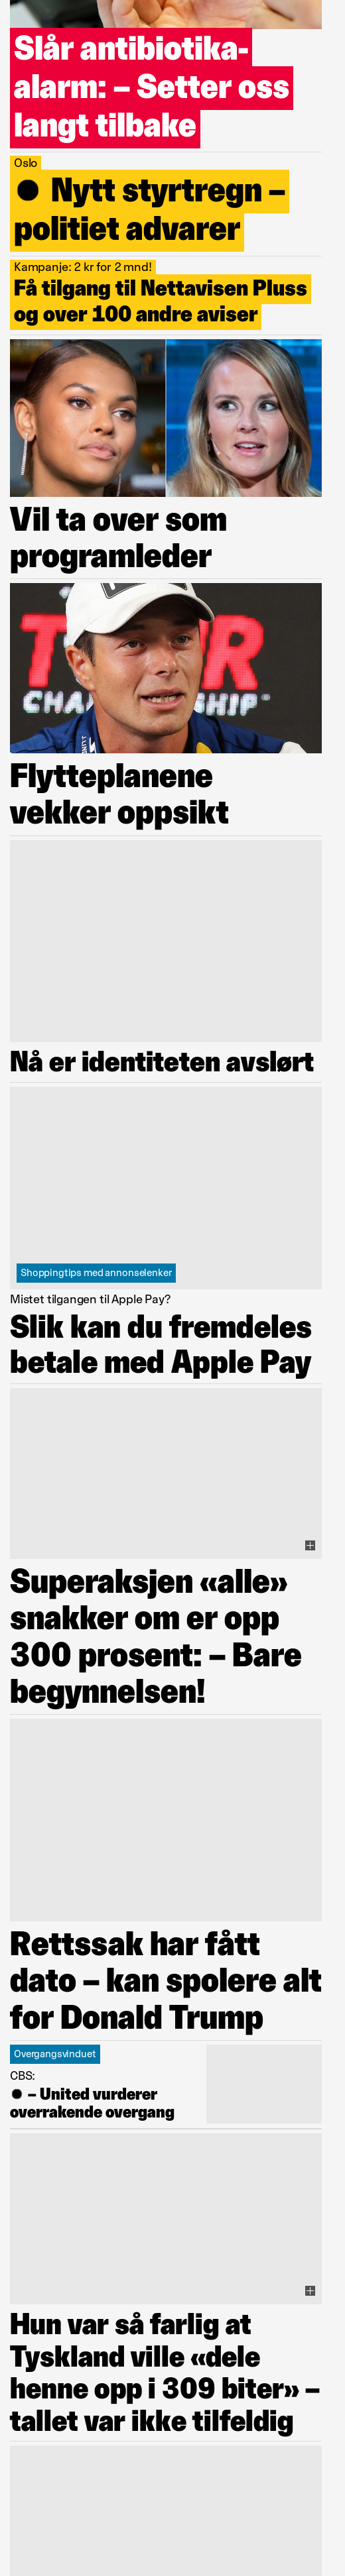 Slår antibiotika-
alarm: – Setter oss
langt tilbake
Oslo
Nytt styrtregn –
politiet advarer
Kampanje: 2 kr for 2 mnd!
Få tilgang til Nettavisen Pluss
og over 100 andre aviser
Vil ta over som
programleder
Flytteplanene
vekker oppsikt
Nå er identiteten avslørt
Shoppingtips med annonselenker
Mistet tilgangen til Apple Pay?
Slik kan du fremdeles
betale med Apple Pay
Superaksjen «alle»
snakker om er opp
300 prosent: – Bare
begynnelsen!
Rettssak har fått
dato – kan spolere alt
for Donald Trump
Overgangsvinduet
CBS:
– United vurderer
overrakende overgang
Hun var så farlig at
Tyskland ville «dele
henne opp i 309 biter» –
tallet var ikke tilfeldig